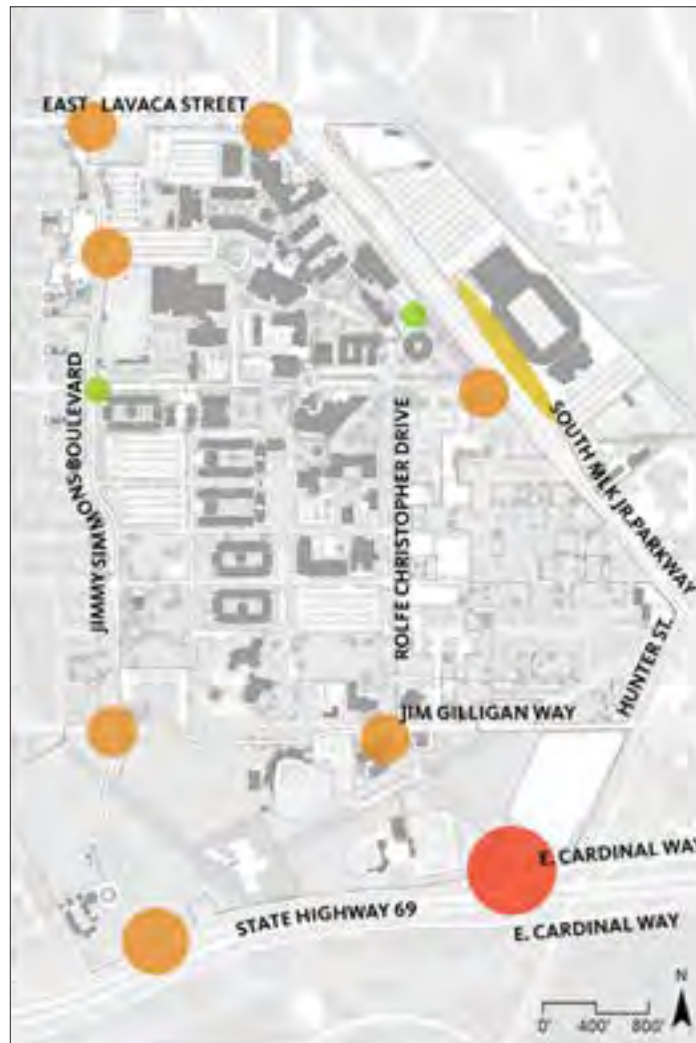 EAST LAVACA STREET
JIMMY SIMMONS BOULEVARD
ROLFE CHRISTOPHER DRIVE
SOUTH MLK JR. PARKWAY
HUNTER ST.
JIM GILLIGAN WAY
E. CARDINAL WAY
STATE HIGHWAY 69
E. CARDINAL WAY
N
0' 400' 800'